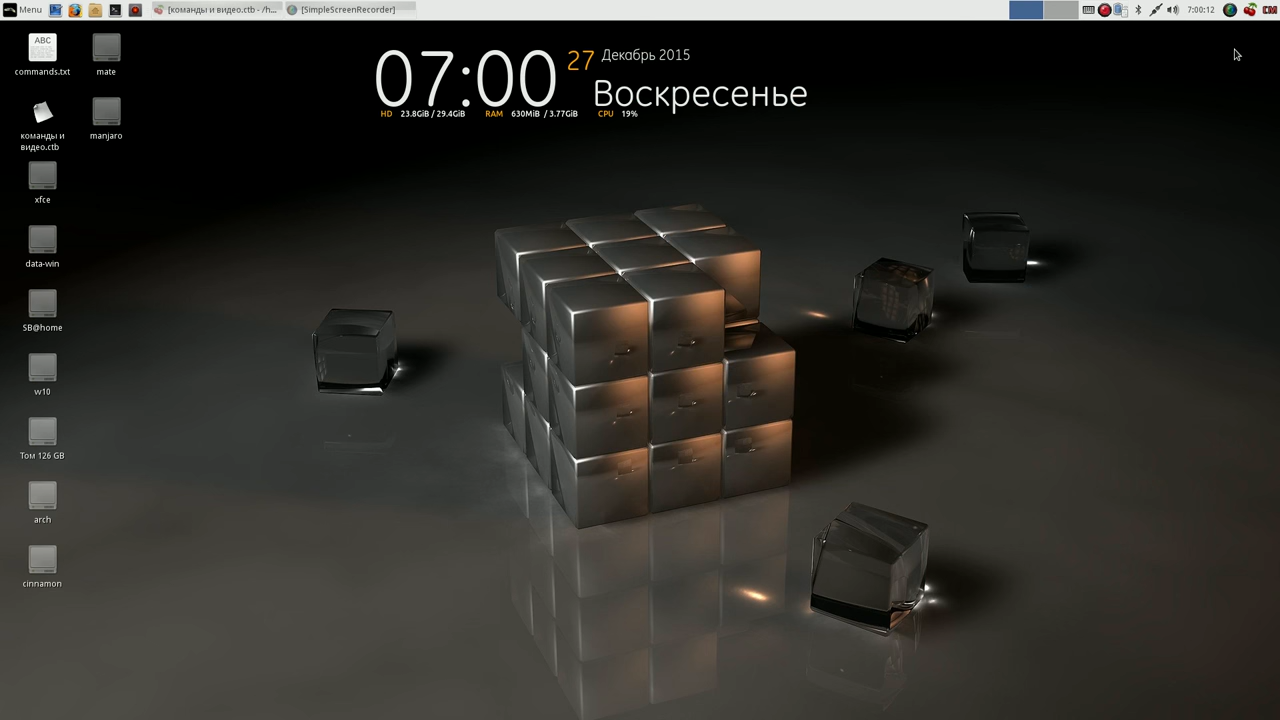 Menu
[команды и видео.ctb - /h...
[SimpleScreenRecorder]
7:00:12
ABC
commands.txt
mate
команды и
видео.ctb
manjaro
xfce
data-win
SB@home
w10
Том 126 GB
arch
cinnamon
07:00
27 Декабрь 2015
Воскресенье
HD 23.8GiB / 29.4GiB RAM 630MiB / 3.77GiB CPU 19%